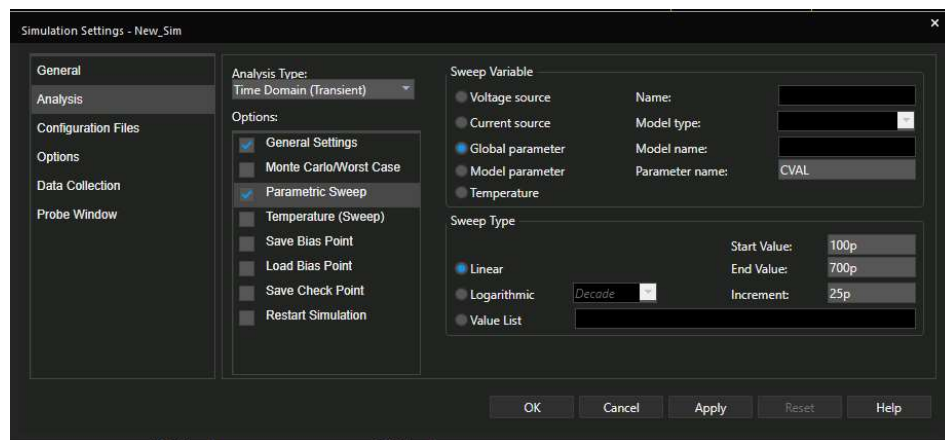 Simulation Settings - New_Sim
×
General
Analysis
Configuration Files
Options
Data Collection
Probe Window
Analysis Type:
Time Domain (Transient)
Options:
General Settings
Monte Carlo/Worst Case
Parametric Sweep
Temperature (Sweep)
Save Bias Point
Load Bias Point
Save Check Point
Restart Simulation
Sweep Variable
Voltage source Name:
Current source Model type:
Global parameter Model name:
Model parameter Parameter name: CVAL
Temperature
Sweep Type
Start Value: 100p
Linear End Value: 700p
Logarithmic Decade Increment: 25p
Value List
OK Cancel Apply Reset Help